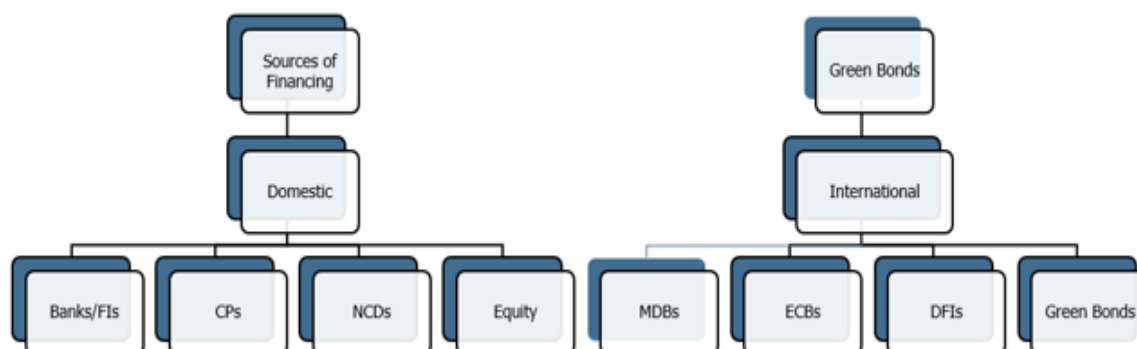 Sources of
Financing
Green Bonds
Domestic
International
Banks/FIs
CPs
NCDs
Equity
MDBs
ECBs
DFIs
Green Bonds